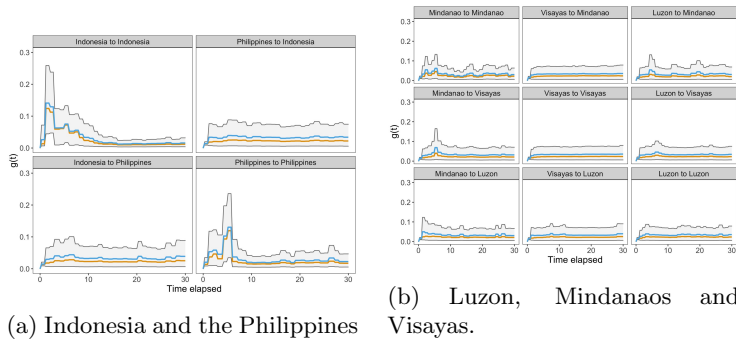 Indonesia to Indonesia
Philippines to Indonesia
0.3
0.2
0.1
0.0
Indonesia to Philippines
Philippines to Philippines
0.3
0.2
0.1
0.0
g(t)
0 10 20 30 0 10 20 30
Time elapsed
(a) Indonesia and the Philippines
Mindanao to Mindanao
Visayas to Mindanao
Luzon to Mindanao
0.3
0.2
0.1
0.0
Mindanao to Visayas
Visayas to Visayas
Luzon to Visayas
0.3
0.2
0.1
0.0
g(t)
Mindanao to Luzon
Visayas to Luzon
Luzon to Luzon
0.3
0.2
0.1
0.0
0 10 20 30 0 10 20 30 0 10 20 30
Time elapsed
(b) Luzon, Mindanaos and
Visayas.